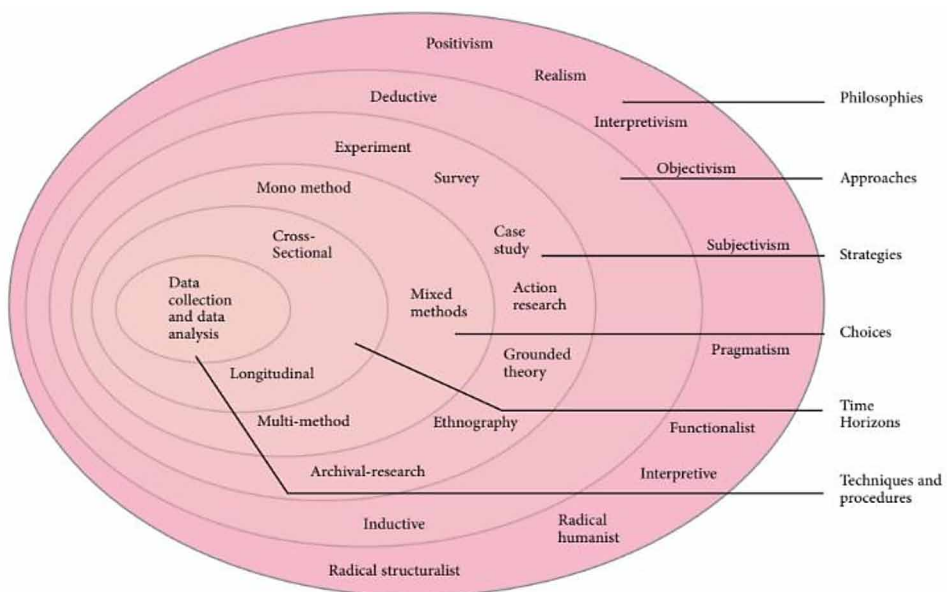 Positivism
Realism
Philosophies
Deductive
Interpretivism
Experiment
Objectivism
Survey
Approaches
Mono method
Case
study
Cross-
Sectional
Subjectivism
Strategies
Data
collection
and data
analysis
Mixed
methods
Action
research
Choices
Grounded
theory
Pragmatism
Longitudinal
Time
Horizons
Multi-method
Ethnography
Functionalist
Archival-research
Interpretive
Techniques and
procedures
Inductive
Radical
humanist
Radical structuralist